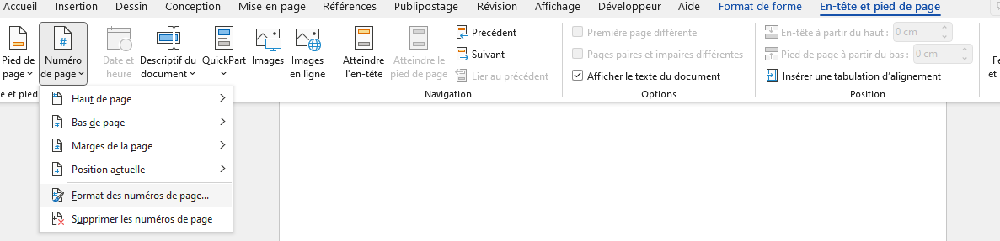 Accueil Insertion Dessin Conception Mise en page Références Publipostage Révision Affichage Développeur Aide Format de forme En-tête et pied de page
Pied de page
Numéro de page
Date et heure
Descriptif du document
QuickPart
Images
Images en ligne
Atteindre l'en-tête
Atteindre le pied de page
Précédent
Suivant
Lier au précédent
Première page différente
Pages paires et impaires différentes
Afficher le texte du document
En-tête à partir du haut : 0 cm
Pied de page à partir du bas : 0 cm
Insérer une tabulation d'alignement
Fe
et
e et pied
Navigation
Options
Position
Haut de page
Bas de page
Marges de la page
Position actuelle
Format des numéros de page...
Supprimer les numéros de page